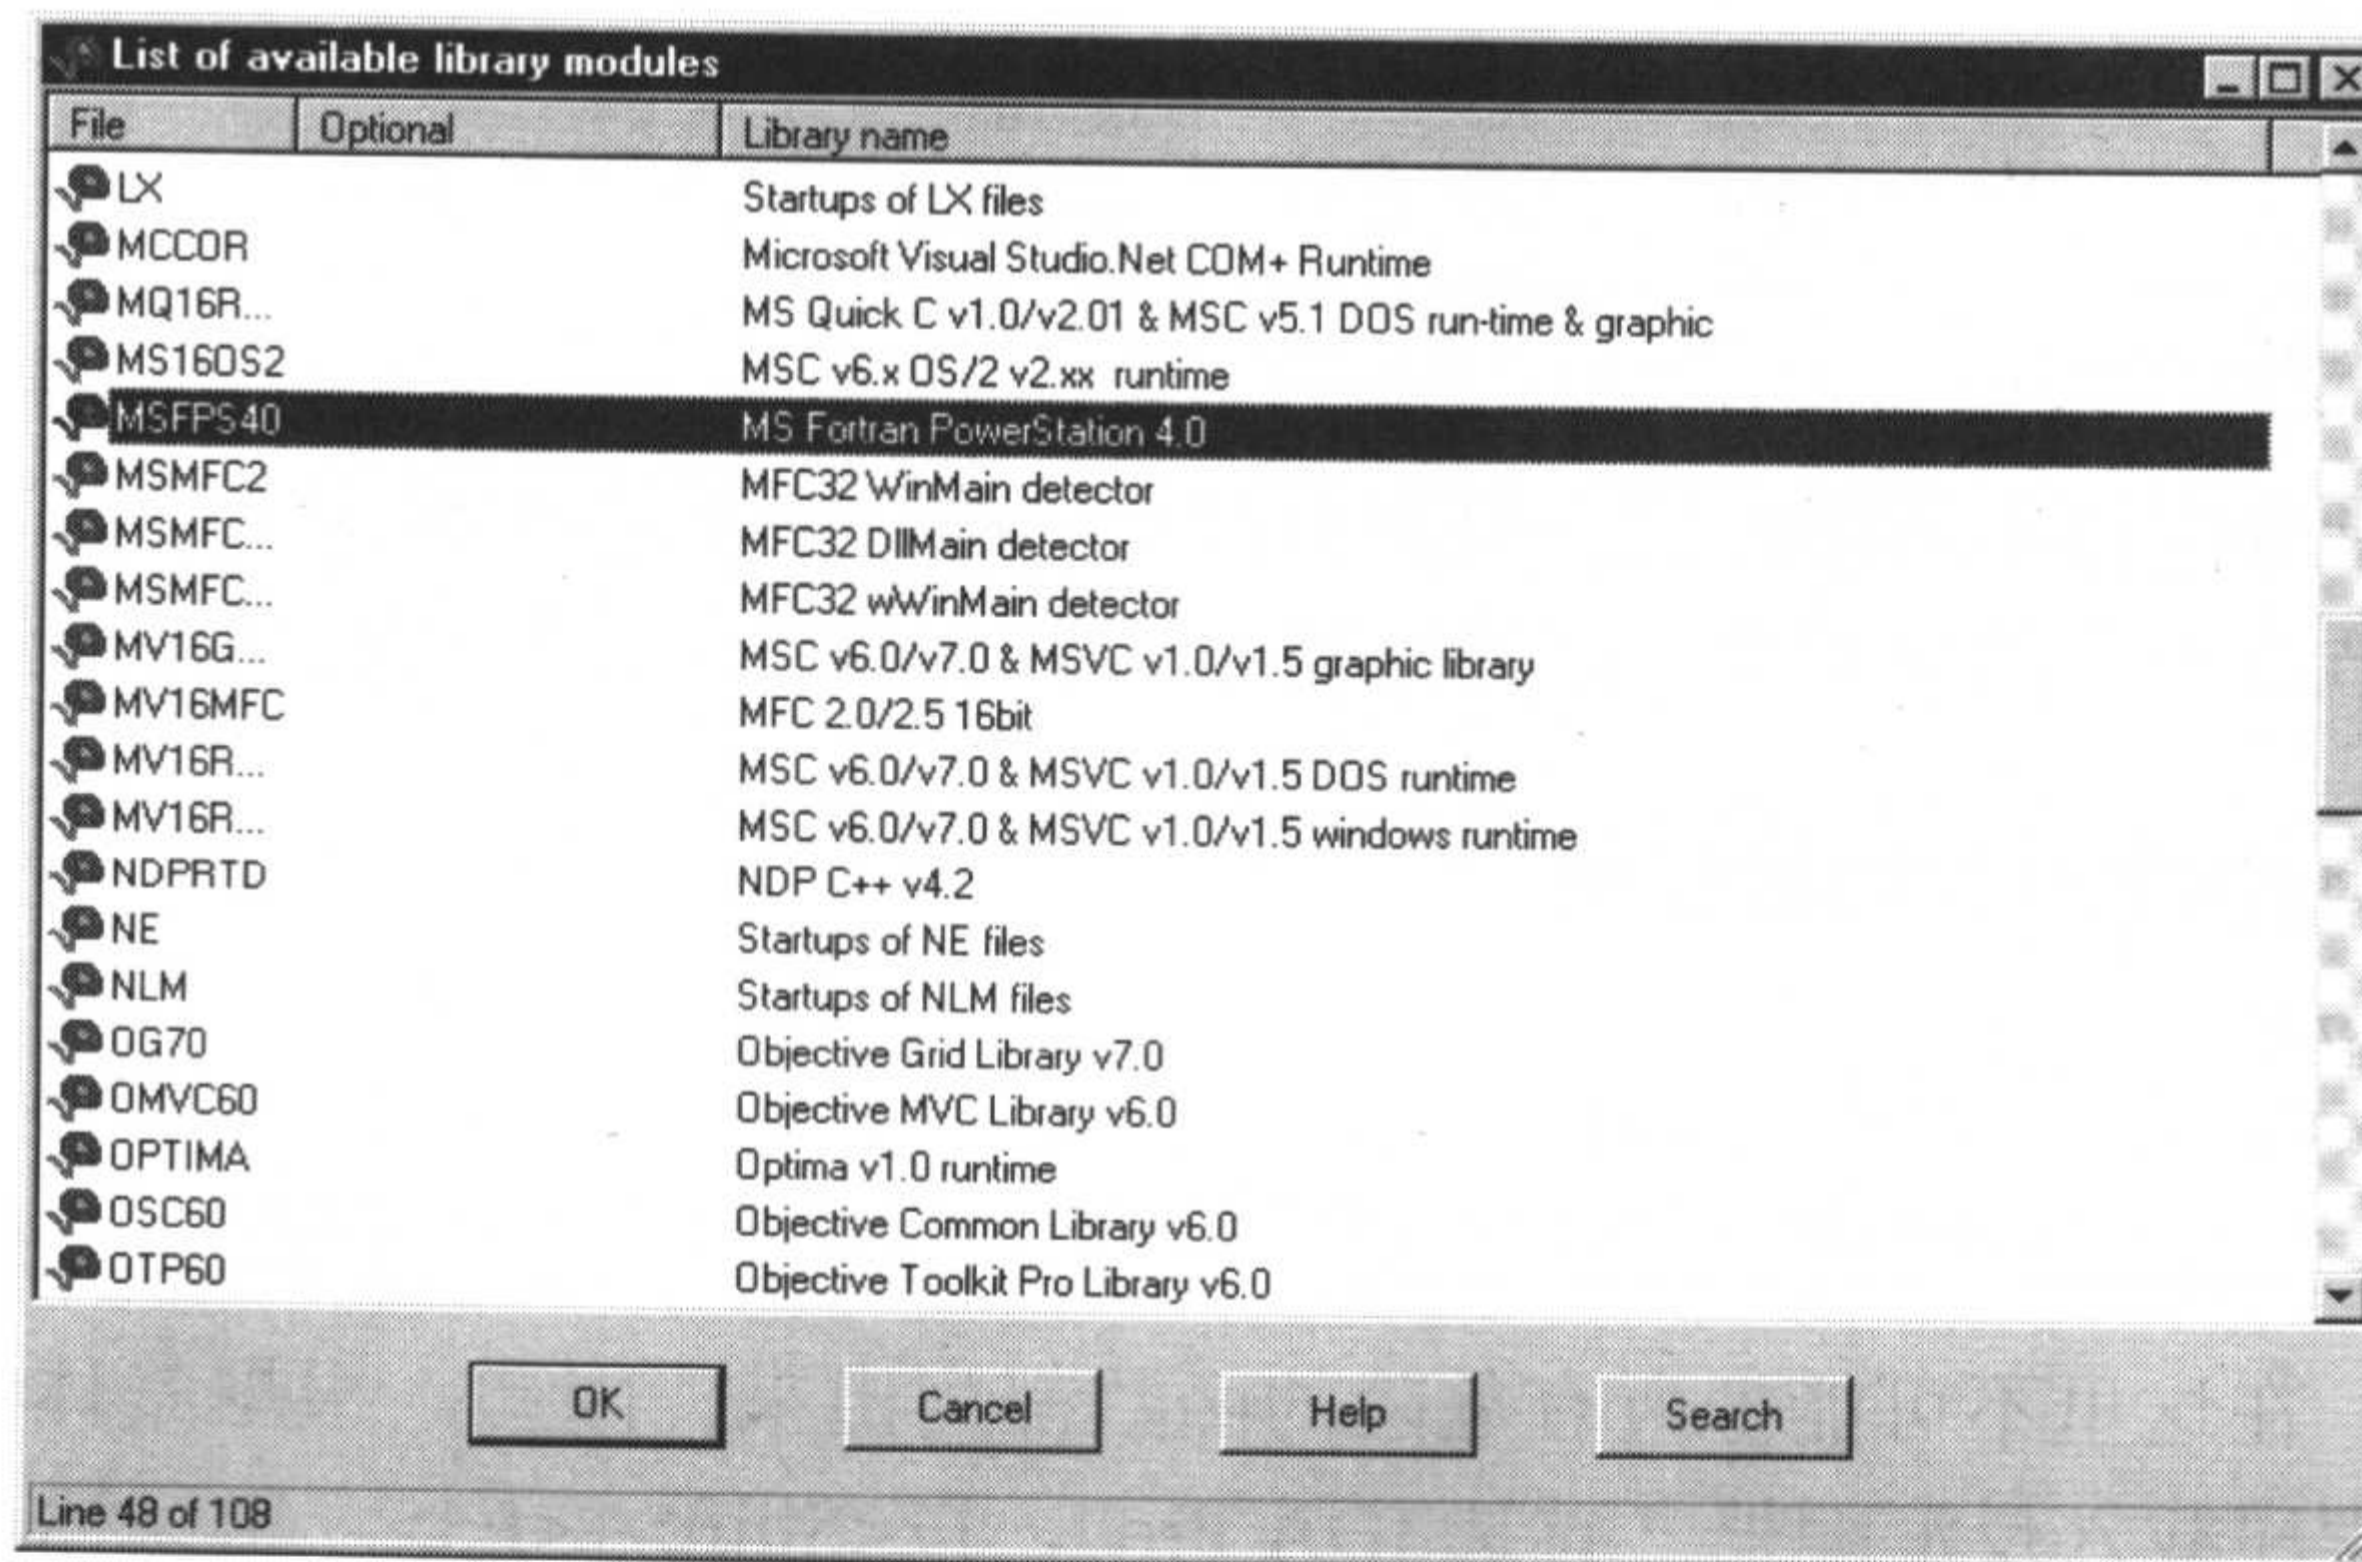 List of available library modules
File Optional Library name
LX Startups of LX files
MCCOR Microsoft Visual Studio.Net COM+ Runtime
MQ16R... MS Quick C v1.0/v2.01 & MSC v5.1 DOS run-time & graphic
MS16OS2 MSC v6.x OS/2 v2.xx runtime
MSFPS40 MS Fortran PowerStation 4.0
MSMFC2 MFC32 WinMain detector
MSMFC... MFC32 DllMain detector
MSMFC... MFC32 wWinMain detector
MV16G... MSC v6.0/v7.0 & MSVC v1.0/v1.5 graphic library
MV16MFC MFC 2.0/2.5 16bit
MV16R... MSC v6.0/v7.0 & MSVC v1.0/v1.5 DOS runtime
MV16R... MSC v6.0/v7.0 & MSVC v1.0/v1.5 windows runtime
NDPRTD NDP C++ v4.2
NE Startups of NE files
NLM Startups of NLM files
OG70 Objective Grid Library v7.0
OMVC60 Objective MVC Library v6.0
OPTIMA Optima v1.0 runtime
OSC60 Objective Common Library v6.0
OTP60 Objective Toolkit Pro Library v6.0
OK Cancel Help Search
Line 48 of 108